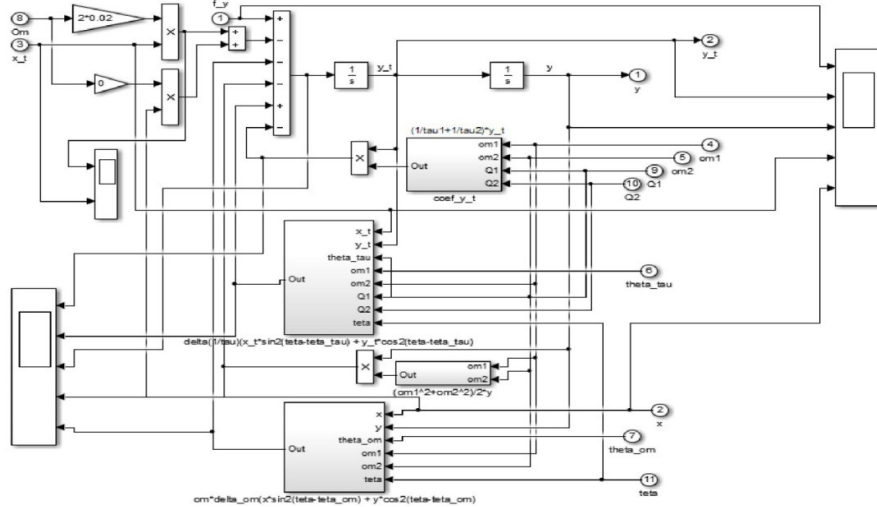 f_y
8
Om
2*0.02
×
1
+
+
+
−
−
−
+
−
3
x_t
0
×
y_t
1
s
y
1
s
2
y_t
1
y
(1/tau1+1/tau2)*y_t
×
Out
om1
om2
Q1
Q2
coef_y_t
4
om1
5
om2
9
Q1
10
Q2
Out
x_t
y_t
theta_tau
om1
om2
Q1
Q2
teta
6
theta_tau
delta(1/tau)(x_t*sin2(teta-teta_tau) + y_t*cos2(teta-teta_tau)
×
Out
om1
om2
(om1^2+om2^2)/2*y
Out
x
y
theta_om
om1
om2
teta
2
x
7
theta_om
11
teta
om*delta_om(x*sin2(teta-teta_om) + y*cos2(teta-teta_om)